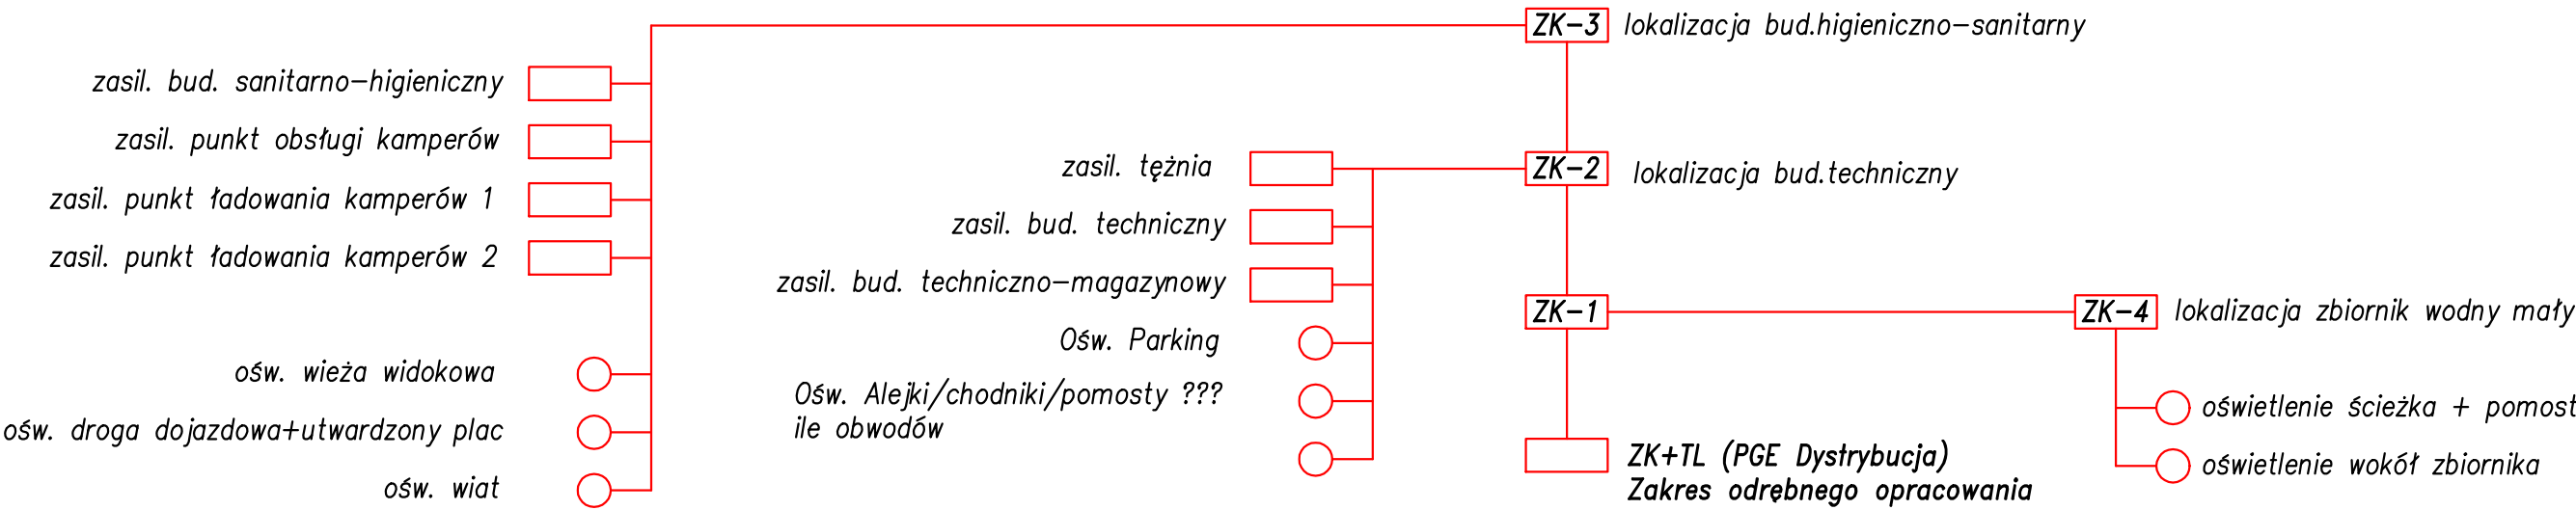 ZK-3 lokalizacja bud.higieniczno-sanitarny
zasil. bud. sanitarno-higieniczny
zasil. punkt obsługi kamperów
zasil. punkt ładowania kamperów 1
zasil. punkt ładowania kamperów 2
ośw. wieża widokowa
ośw. droga dojazdowa+utwardzony plac
ośw. wiat
ZK-2 lokalizacja bud.techniczny
zasil. tężnia
zasil. bud. techniczny
zasil. bud. techniczno-magazynowy
Ośw. Parking
Ośw. Alejki/chodniki/pomosty ???
ile obwodów
ZK-1
ZK+TL (PGE Dystrybucja)
Zakres odrębnego opracowania
ZK-4 lokalizacja zbiornik wodny mały
oświetlenie ścieżka + pomost
oświetlenie wokół zbiornika